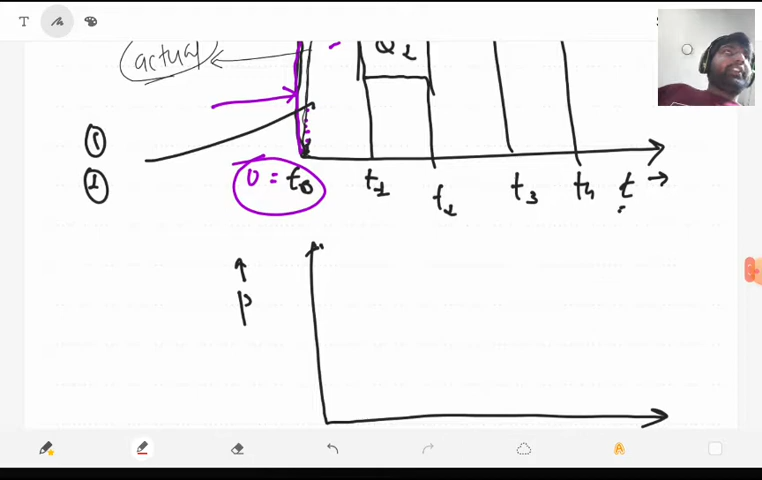 (actual)
Q2
①
②
0 = t0 t1 t2 t3 t4 t →
↑
P